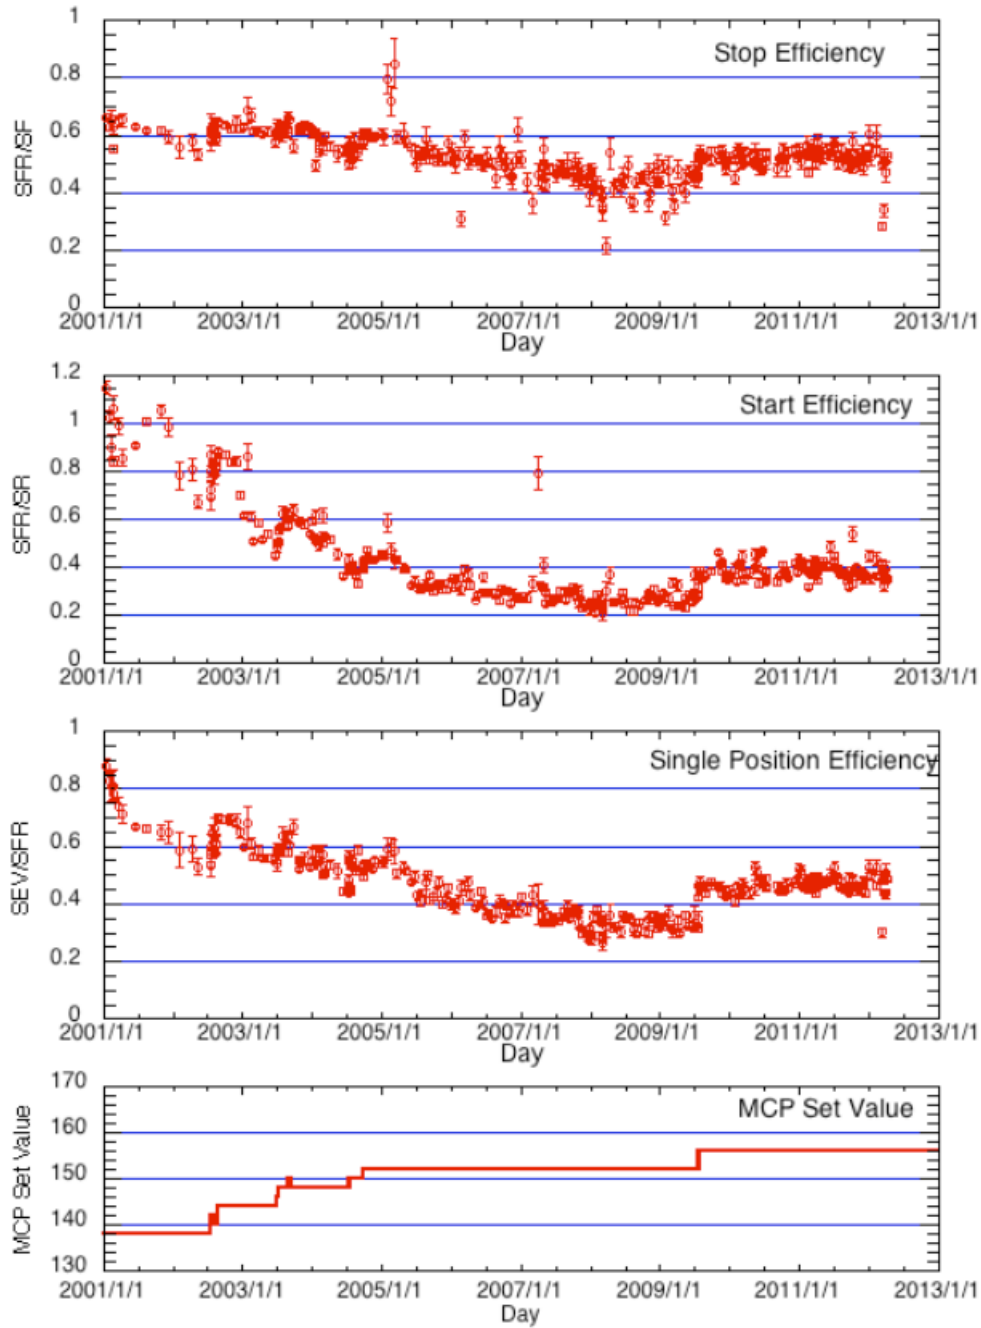 1
Stop Efficiency
0.8
0.6
SFR/SF
0.4
0.2
0
2001/1/1 2003/1/1 2005/1/1 2007/1/1 2009/1/1 2011/1/1 2013/1/1
Day
1.2
Start Efficiency
1
0.8
SFR/SR
0.6
0.4
0.2
0
2001/1/1 2003/1/1 2005/1/1 2007/1/1 2009/1/1 2011/1/1 2013/1/1
Day
1
Single Position Efficiency
0.8
0.6
SEV/SFR
0.4
0.2
0
2001/1/1 2003/1/1 2005/1/1 2007/1/1 2009/1/1 2011/1/1 2013/1/1
Day
170
MCP Set Value
160
MCP Set Value
150
140
130
2001/1/1 2003/1/1 2005/1/1 2007/1/1 2009/1/1 2011/1/1 2013/1/1
Day